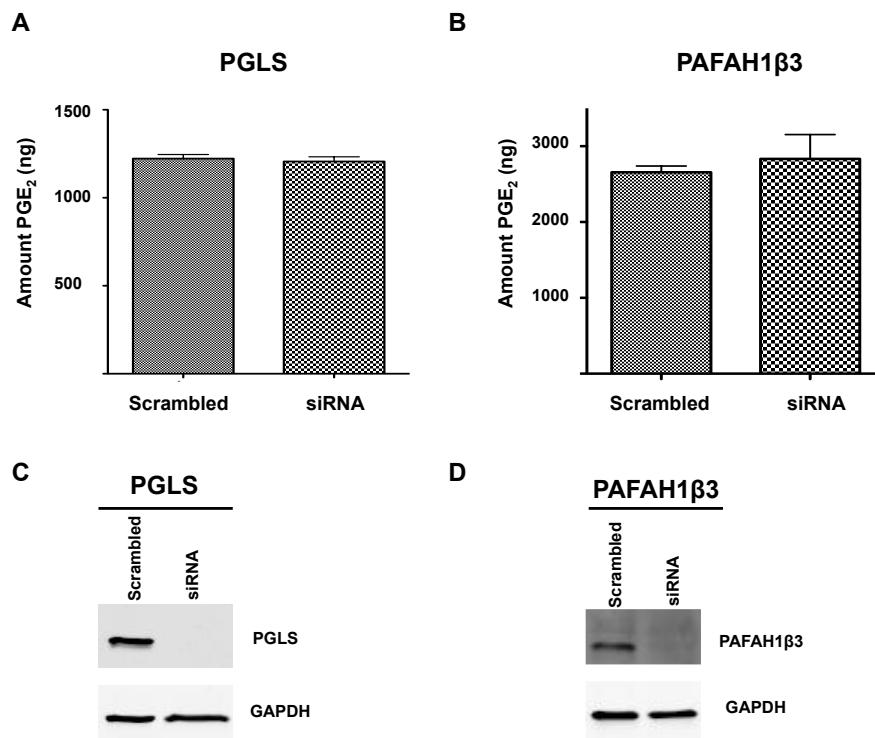 A
PGLS
Amount PGE₂ (ng)
1500
1000
500
Scrambled
siRNA
B
PAFAH1β3
Amount PGE₂ (ng)
3000
2000
1000
Scrambled
siRNA
C
PGLS
Scrambled
siRNA
PGLS
GAPDH
D
PAFAH1β3
Scrambled
siRNA
PAFAH1β3
GAPDH